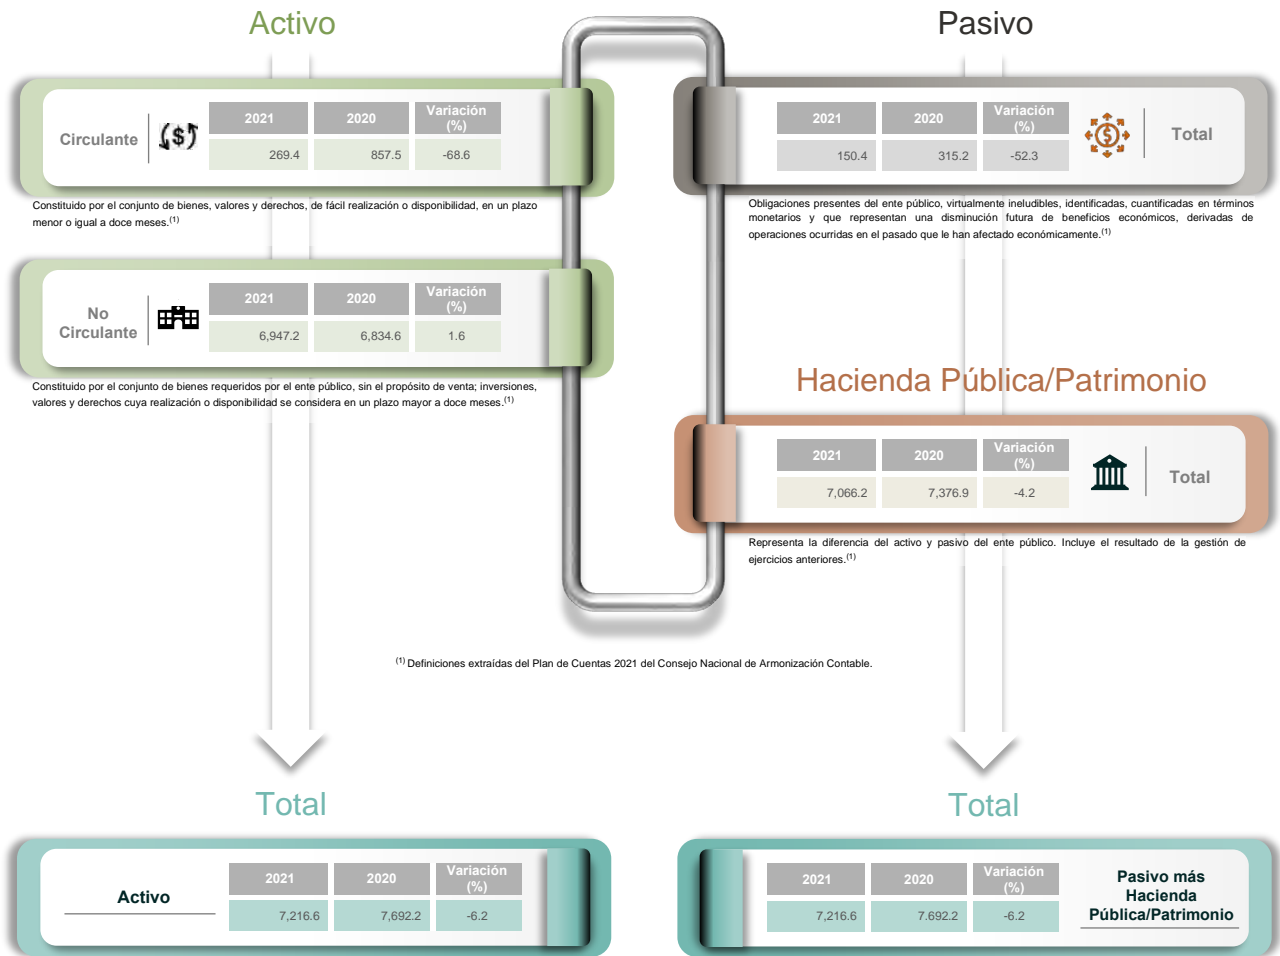 Activo
Circulante
2021 2020 Variación (%)
269.4 857.5 -68.6
Constituido por el conjunto de bienes, valores y derechos, de fácil realización o disponibilidad, en un plazo
menor o igual a doce meses.(1)
No
Circulante
2021 2020 Variación (%)
6,947.2 6,834.6 1.6
Constituido por el conjunto de bienes requeridos por el ente público, sin el propósito de venta; inversiones,
valores y derechos cuya realización o disponibilidad se considera en un plazo mayor a doce meses.(1)
Pasivo
2021 2020 Variación (%)
150.4 315.2 -52.3
Total
Obligaciones presentes del ente público, virtualmente ineludibles, identificadas, cuantificadas en términos
monetarios y que representan una disminución futura de beneficios económicos, derivadas de
operaciones ocurridas en el pasado que le han afectado económicamente.(1)
Hacienda Pública/Patrimonio
2021 2020 Variación (%)
7,066.2 7,376.9 -4.2
Total
Representa la diferencia del activo y pasivo del ente público. Incluye el resultado de la gestión de
ejercicios anteriores.(1)
(1) Definiciones extraídas del Plan de Cuentas 2021 del Consejo Nacional de Armonización Contable.
Total
Activo
2021 2020 Variación (%)
7,216.6 7,692.2 -6.2
Total
2021 2020 Variación (%)
7,216.6 7.692.2 -6.2
Pasivo más
Hacienda
Pública/Patrimonio